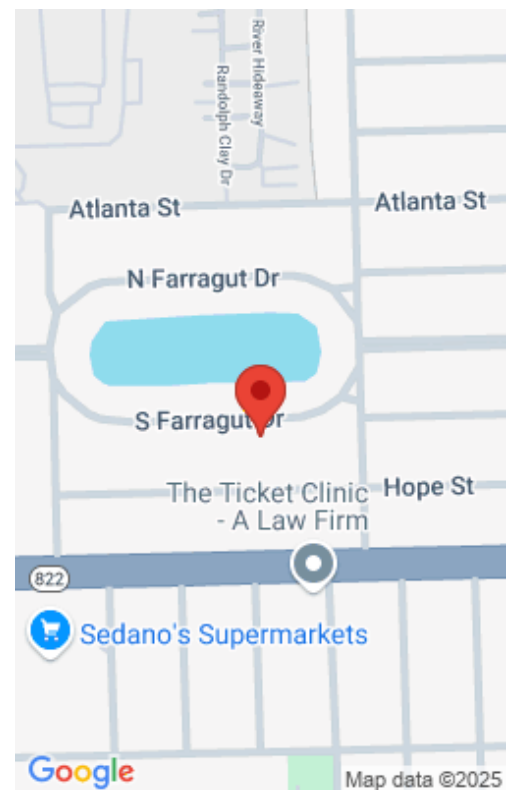 River Hideaway
Randolph Clay Dr
Atlanta St
Atlanta St
N Farragut Dr
S Farragut Dr
The Ticket Clinic
- A Law Firm
Hope St
822
Sedano's Supermarkets
Google
Map data ©2025